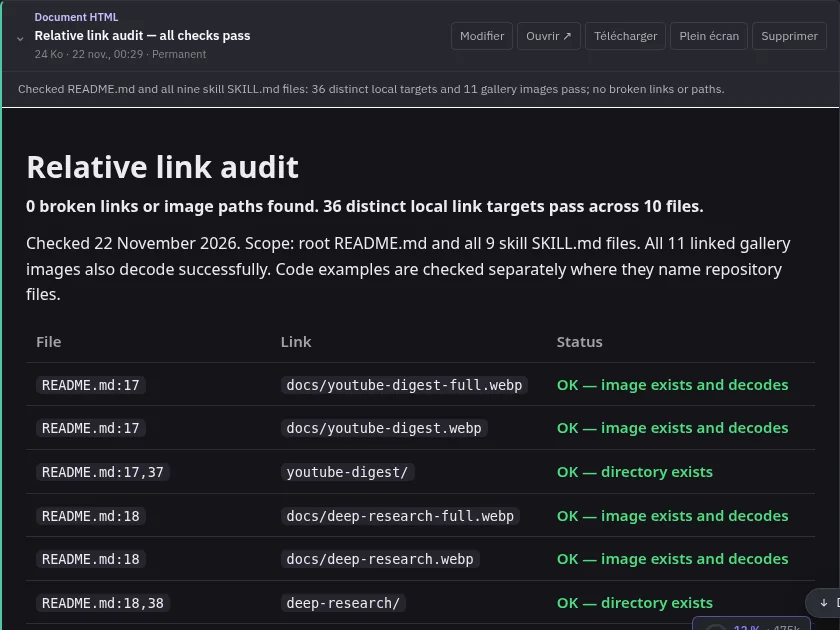 Document HTML
Relative link audit — all checks pass
24 Ko · 22 nov., 00:29 · Permanent
Modifier
Ouvrir ↗
Télécharger
Plein écran
Supprimer
Checked README.md and all nine skill SKILL.md files: 36 distinct local targets and 11 gallery images pass; no broken links or paths.
Relative link audit
0 broken links or image paths found. 36 distinct local link targets pass across 10 files.
Checked 22 November 2026. Scope: root README.md and all 9 skill SKILL.md files. All 11 linked gallery
images also decode successfully. Code examples are checked separately where they name repository
files.
File Link Status
README.md:17 docs/youtube-digest-full.webp OK — image exists and decodes
README.md:17 docs/youtube-digest.webp OK — image exists and decodes
README.md:17,37 youtube-digest/ OK — directory exists
README.md:18 docs/deep-research-full.webp OK — image exists and decodes
README.md:18 docs/deep-research.webp OK — image exists and decodes
README.md:18,38 deep-research/ OK — directory exists